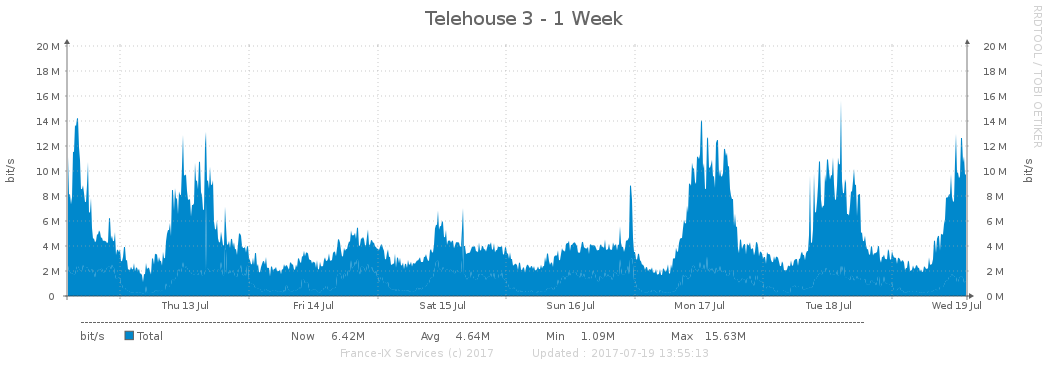 Telehouse 3 - 1 Week
RRDTOOL / TOBI OETIKER
bit/s
20 M 20 M
18 M 18 M
16 M 16 M
14 M 14 M
12 M 12 M
10 M 10 M
8 M 8 M
6 M 6 M
4 M 4 M
2 M 2 M
0 0 M
bit/s
Thu 13 Jul Fri 14 Jul Sat 15 Jul Sun 16 Jul Mon 17 Jul Tue 18 Jul Wed 19 Jul
bit/s Total Now 6.42M Avg 4.64M Min 1.09M Max 15.63M
France-IX Services (c) 2017 Updated : 2017-07-19 13:55:13